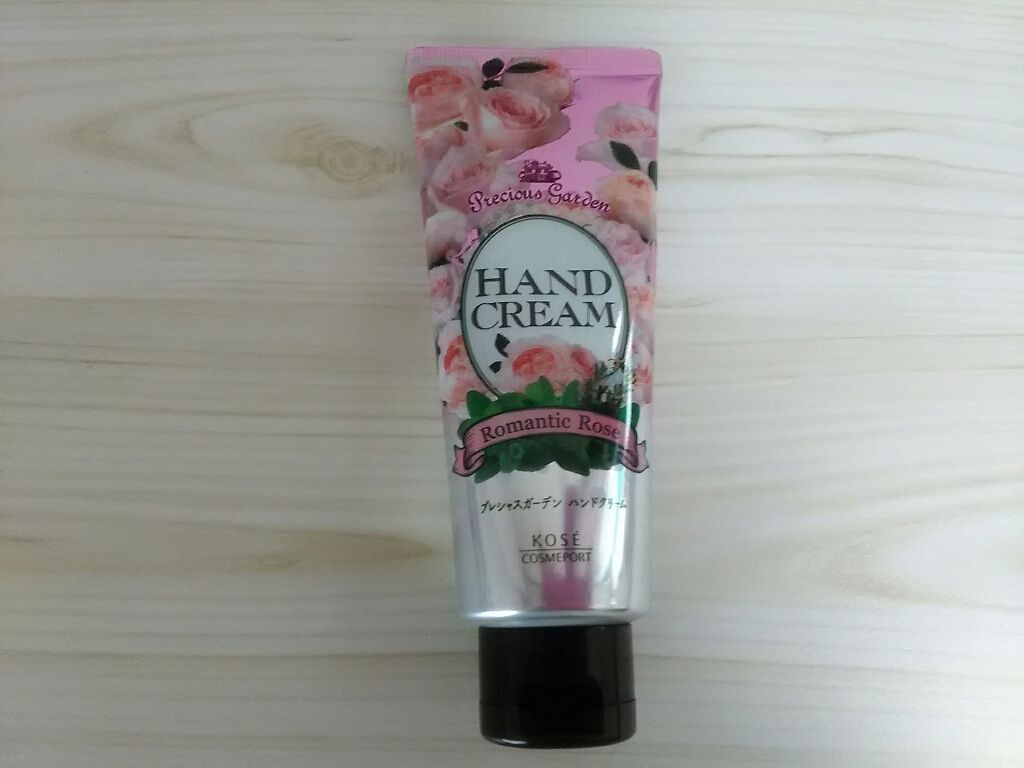 Precious Garden
HAND
CREAM
Romantic Rose
プレシャスガーデン ハンドクリーム
KOSÉ
COSMEPORT